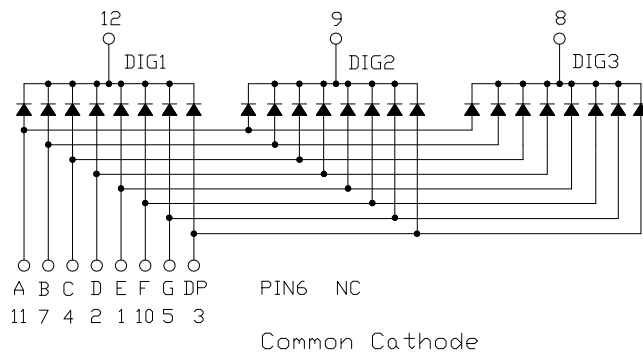 12 9 8
DIG1 DIG2 DIG3
A B C D E F G DP PIN6 NC
11 7 4 2 1 10 5 3
Common Cathode